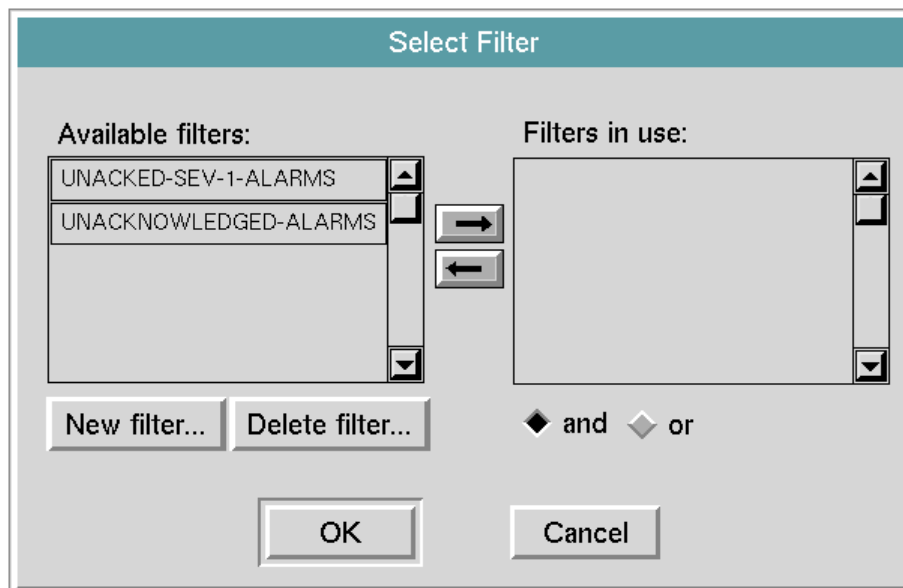 Select Filter
Available filters:
UNACKED-SEV-1-ALARMS
UNACKNOWLEDGED-ALARMS
New filter...
Delete filter...
Filters in use:
and
or
OK
Cancel